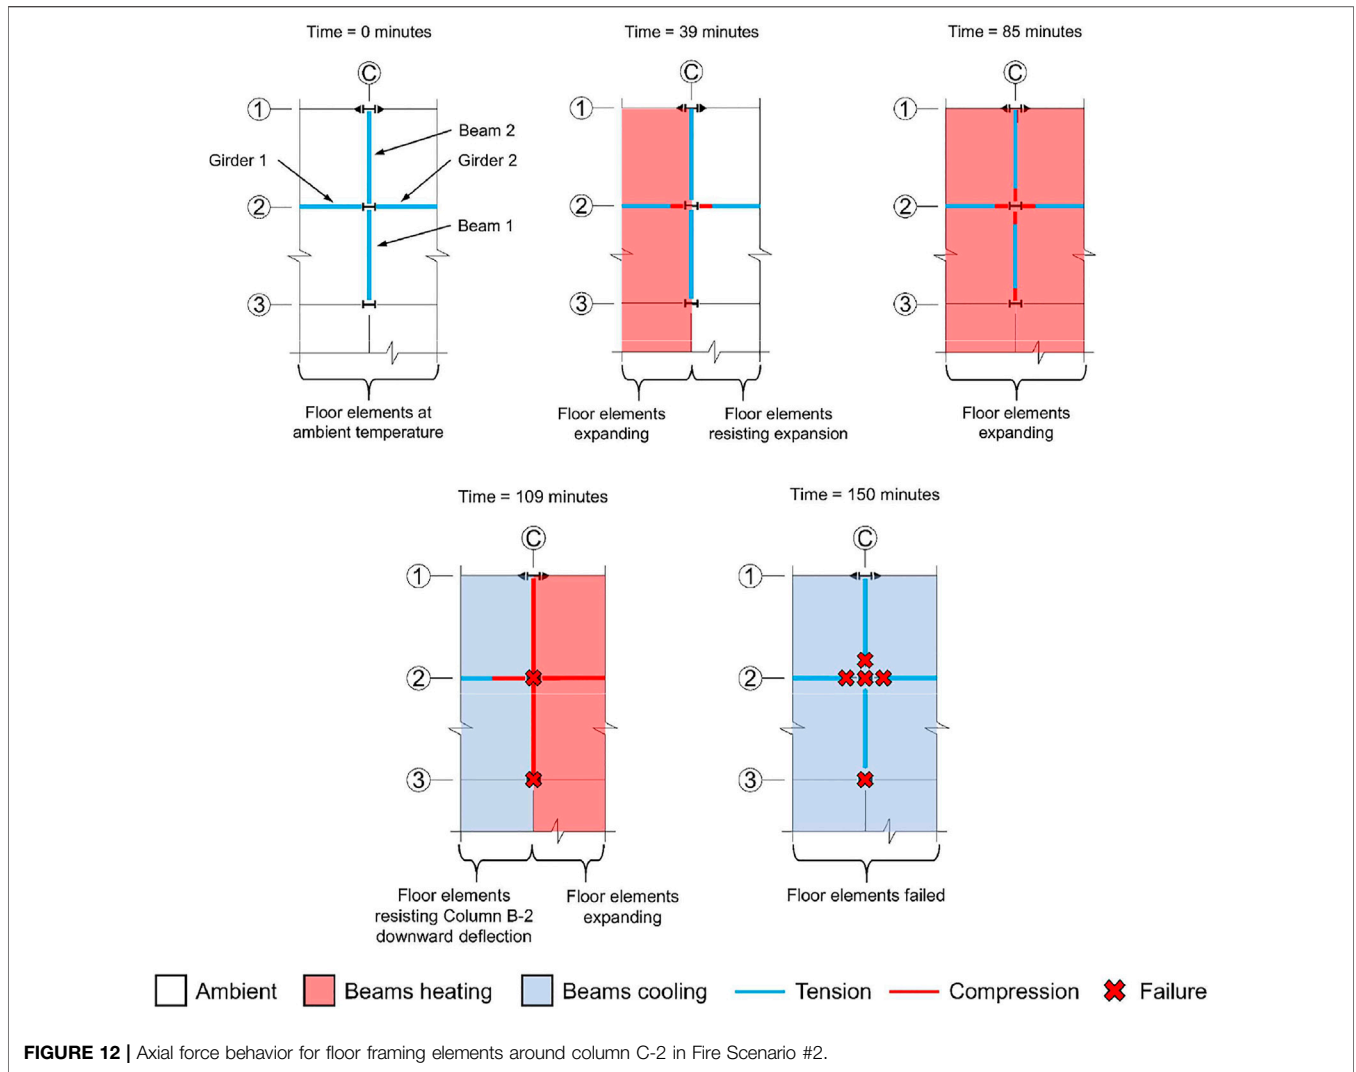 Time = 0 minutes
Time = 39 minutes
Time = 85 minutes
C
C
C
1
1
1
Beam 2
Girder 1
Girder 2
2
2
2
Beam 1
3
3
3
Floor elements at
ambient temperature
Floor elements
expanding
Floor elements
resisting expansion
Floor elements
expanding
Time = 109 minutes
Time = 150 minutes
C
C
1
1
2
2
3
3
Floor elements
resisting Column B-2
downward deflection
Floor elements
expanding
Floor elements failed
Ambient
Beams heating
Beams cooling
Tension
Compression
Failure
FIGURE 12 | Axial force behavior for floor framing elements around column C-2 in Fire Scenario #2.